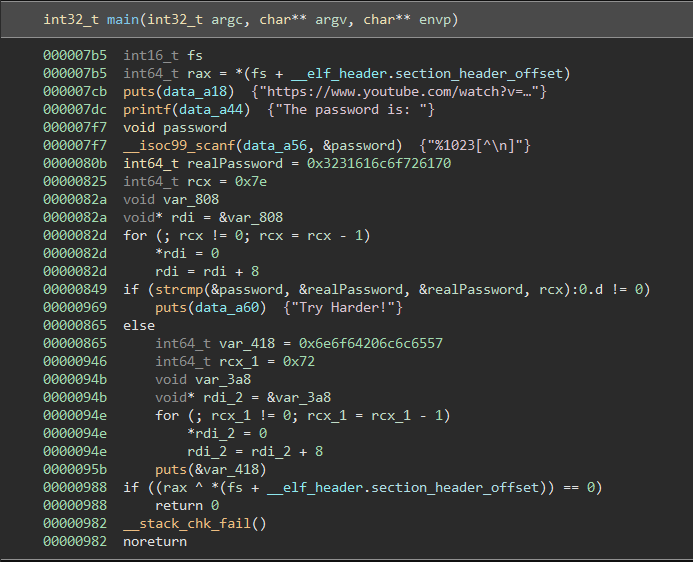 int32_t main(int32_t argc, char** argv, char** envp)
000007b5 int16_t fs
000007b5 int64_t rax = *(fs + __elf_header.section_header_offset)
000007cb puts(data_a18) {"https://www.youtube.com/watch?v=…"}
000007dc printf(data_a44) {"The password is: "}
000007f7 void password
000007f7 __isoc99_scanf(data_a56, &password) {"%1023[^\n]"}
0000080b int64_t realPassword = 0x3231616c6f726170
00000825 int64_t rcx = 0x7e
0000082a void var_808
0000082a void* rdi = &var_808
0000082d for (; rcx != 0; rcx = rcx - 1)
0000082d     *rdi = 0
0000082d     rdi = rdi + 8
00000849 if (strcmp(&password, &realPassword, &realPassword, rcx):0.d != 0)
00000969     puts(data_a60) {"Try Harder!"}
00000865 else
00000865     int64_t var_418 = 0x6e6f64206c6c6557
00000946     int64_t rcx_1 = 0x72
0000094b     void var_3a8
0000094b     void* rdi_2 = &var_3a8
0000094e     for (; rcx_1 != 0; rcx_1 = rcx_1 - 1)
0000094e         *rdi_2 = 0
0000094e         rdi_2 = rdi_2 + 8
0000095b     puts(&var_418)
00000988 if ((rax ^ *(fs + __elf_header.section_header_offset)) == 0)
00000988     return 0
00000982 __stack_chk_fail()
00000982 noreturn